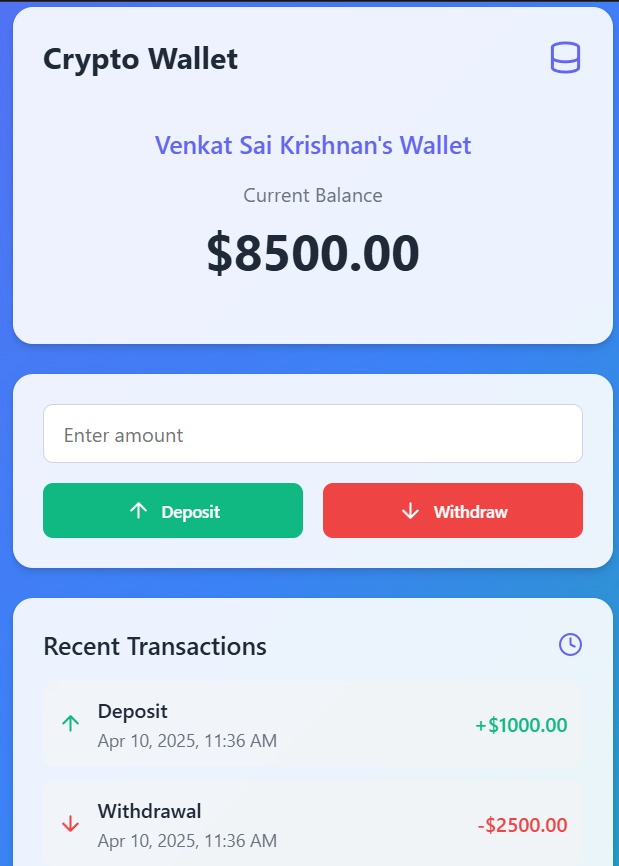 Crypto Wallet
Venkat Sai Krishnan's Wallet
Current Balance
$8500.00
Enter amount
Deposit
Withdraw
Recent Transactions
Deposit
Apr 10, 2025, 11:36 AM
+$1000.00
Withdrawal
Apr 10, 2025, 11:36 AM
-$2500.00